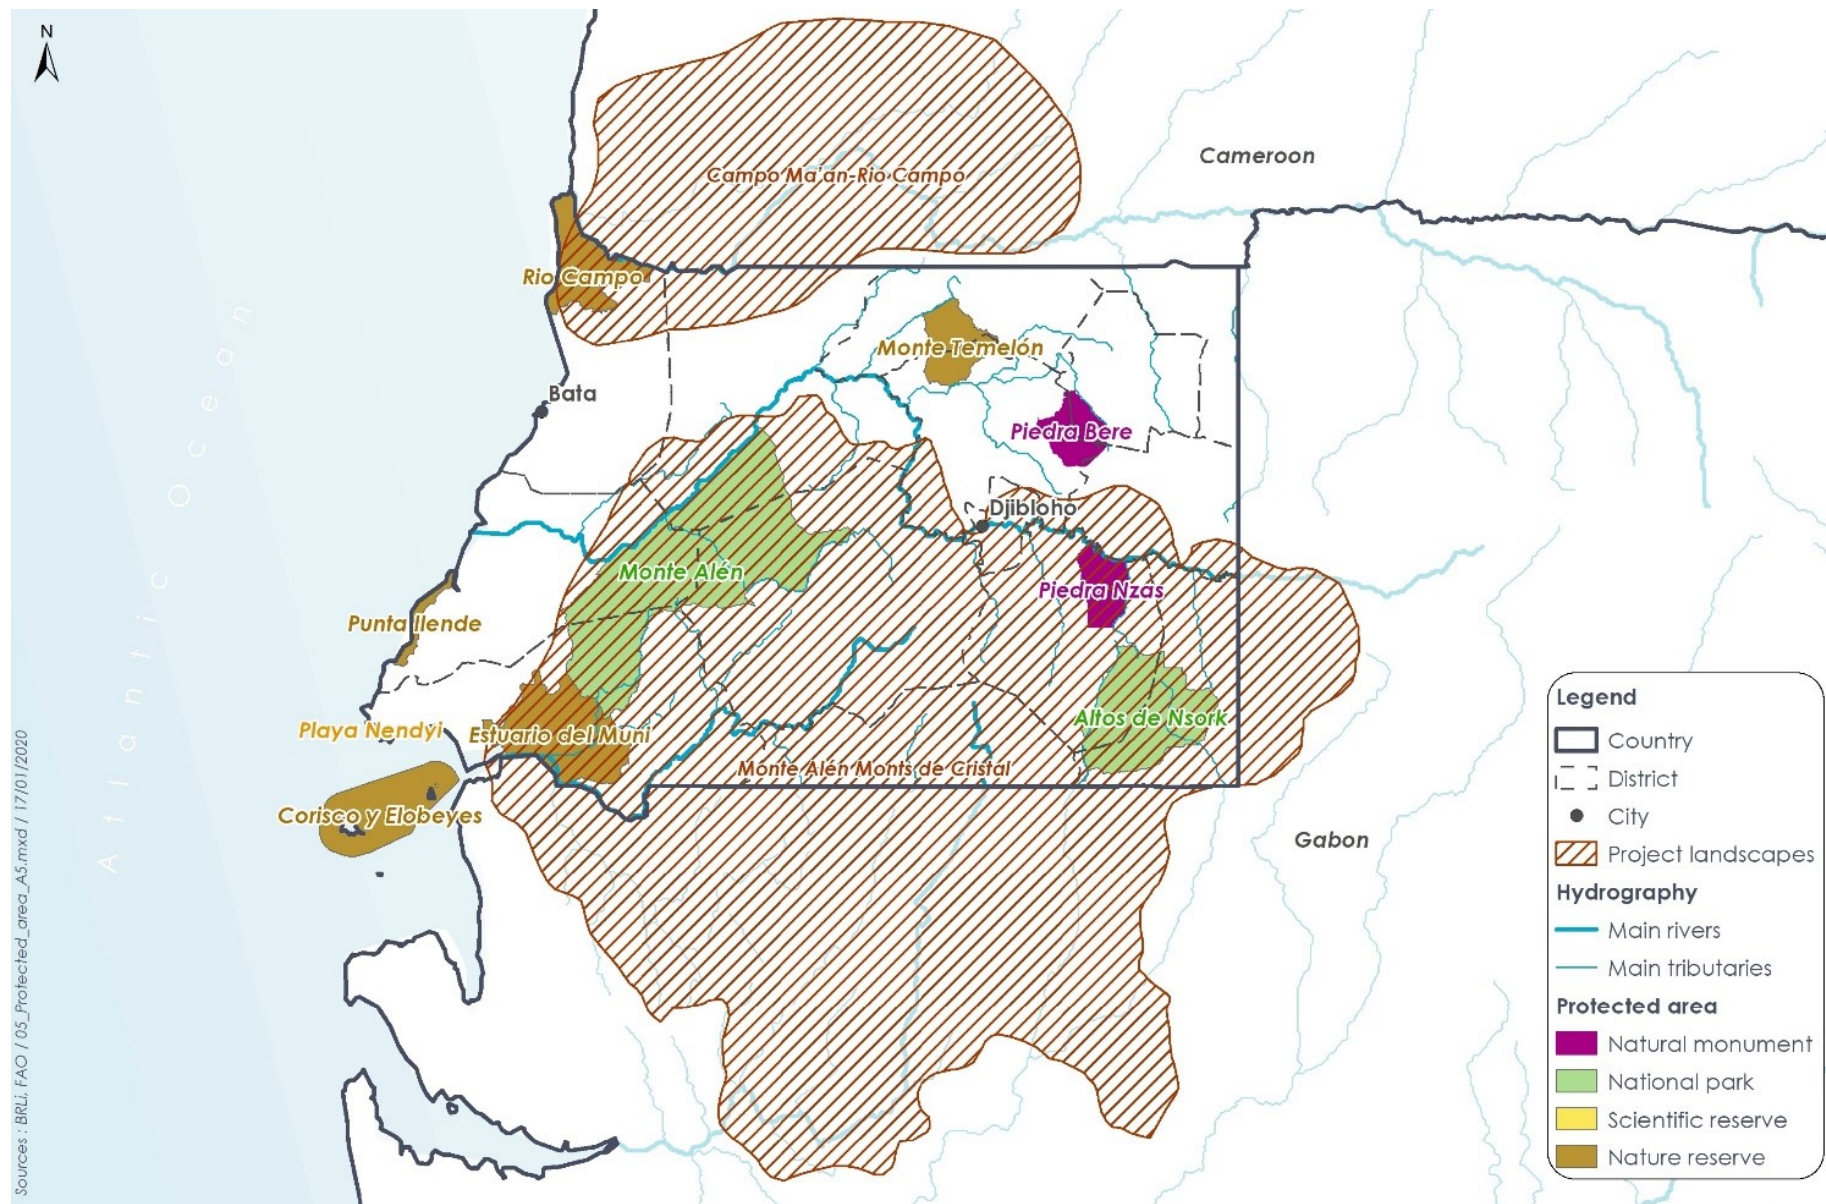 N
Cameroon
Campo Ma'an-Rio Campo
Rio Campo
Monte Temelón
Bata
Piedra Bere
Djibloho
Atlantic Ocean
Monte Alén
Piedra Nzas
Punta Ilende
Altos de Nsork
Playa Nendyi
Estuario del Muni
Monte Alén Monts de Cristal
Corisco y Elobeyes
Gabon
Legend
Country
District
City
Project landscapes
Hydrography
Main rivers
Main tributaries
Protected area
Natural monument
National park
Scientific reserve
Nature reserve
Sources : BRLi, FAO / 05_Protected_area_A5.mxd / 17/01/2020